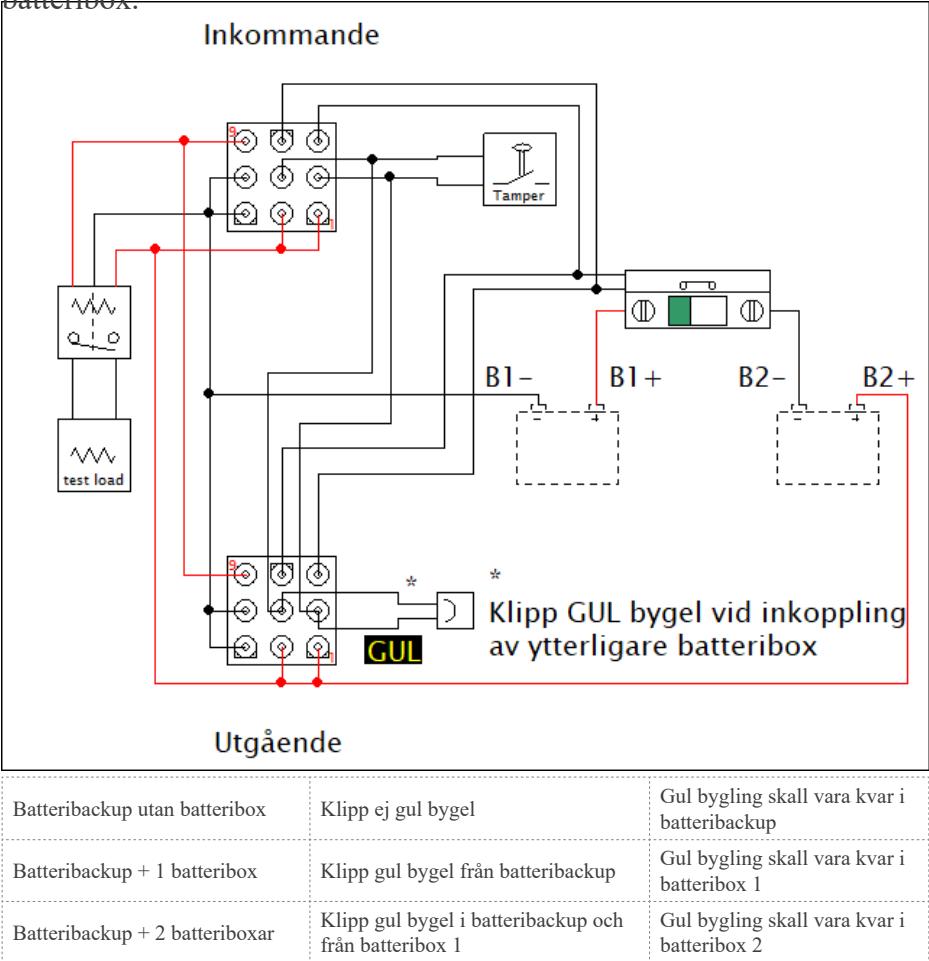 batteribox.
Inkommande
9
1
Tamper
B1-
B1+
B2-
B2+
test load
9
1
*
*
Klipp GUL bygel vid inkoppling
av ytterligare batteribox
GUL
Utgående
Batteribackup utan batteribox
Klipp ej gul bygel
Gul bygling skall vara kvar i
batteribackup
Batteribackup + 1 batteribox
Klipp gul bygel från batteribackup
Gul bygling skall vara kvar i
batteribox 1
Batteribackup + 2 batteriboxar
Klipp gul bygel i batteribackup och
från batteribox 1
Gul bygling skall vara kvar i
batteribox 2